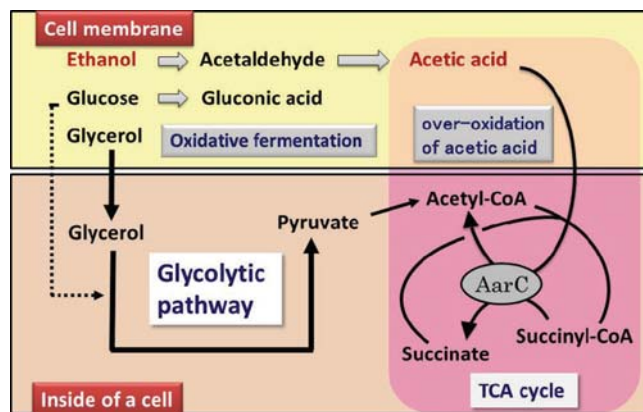 Cell membrane
Ethanol
Acetaldehyde
Acetic acid
Glucose
Gluconic acid
Glycerol
Oxidative fermentation
over-oxidation
of acetic acid
Acetyl-CoA
Pyruvate
Glycerol
Glycolytic
pathway
AarC
Succinyl-CoA
Succinate
TCA cycle
Inside of a cell